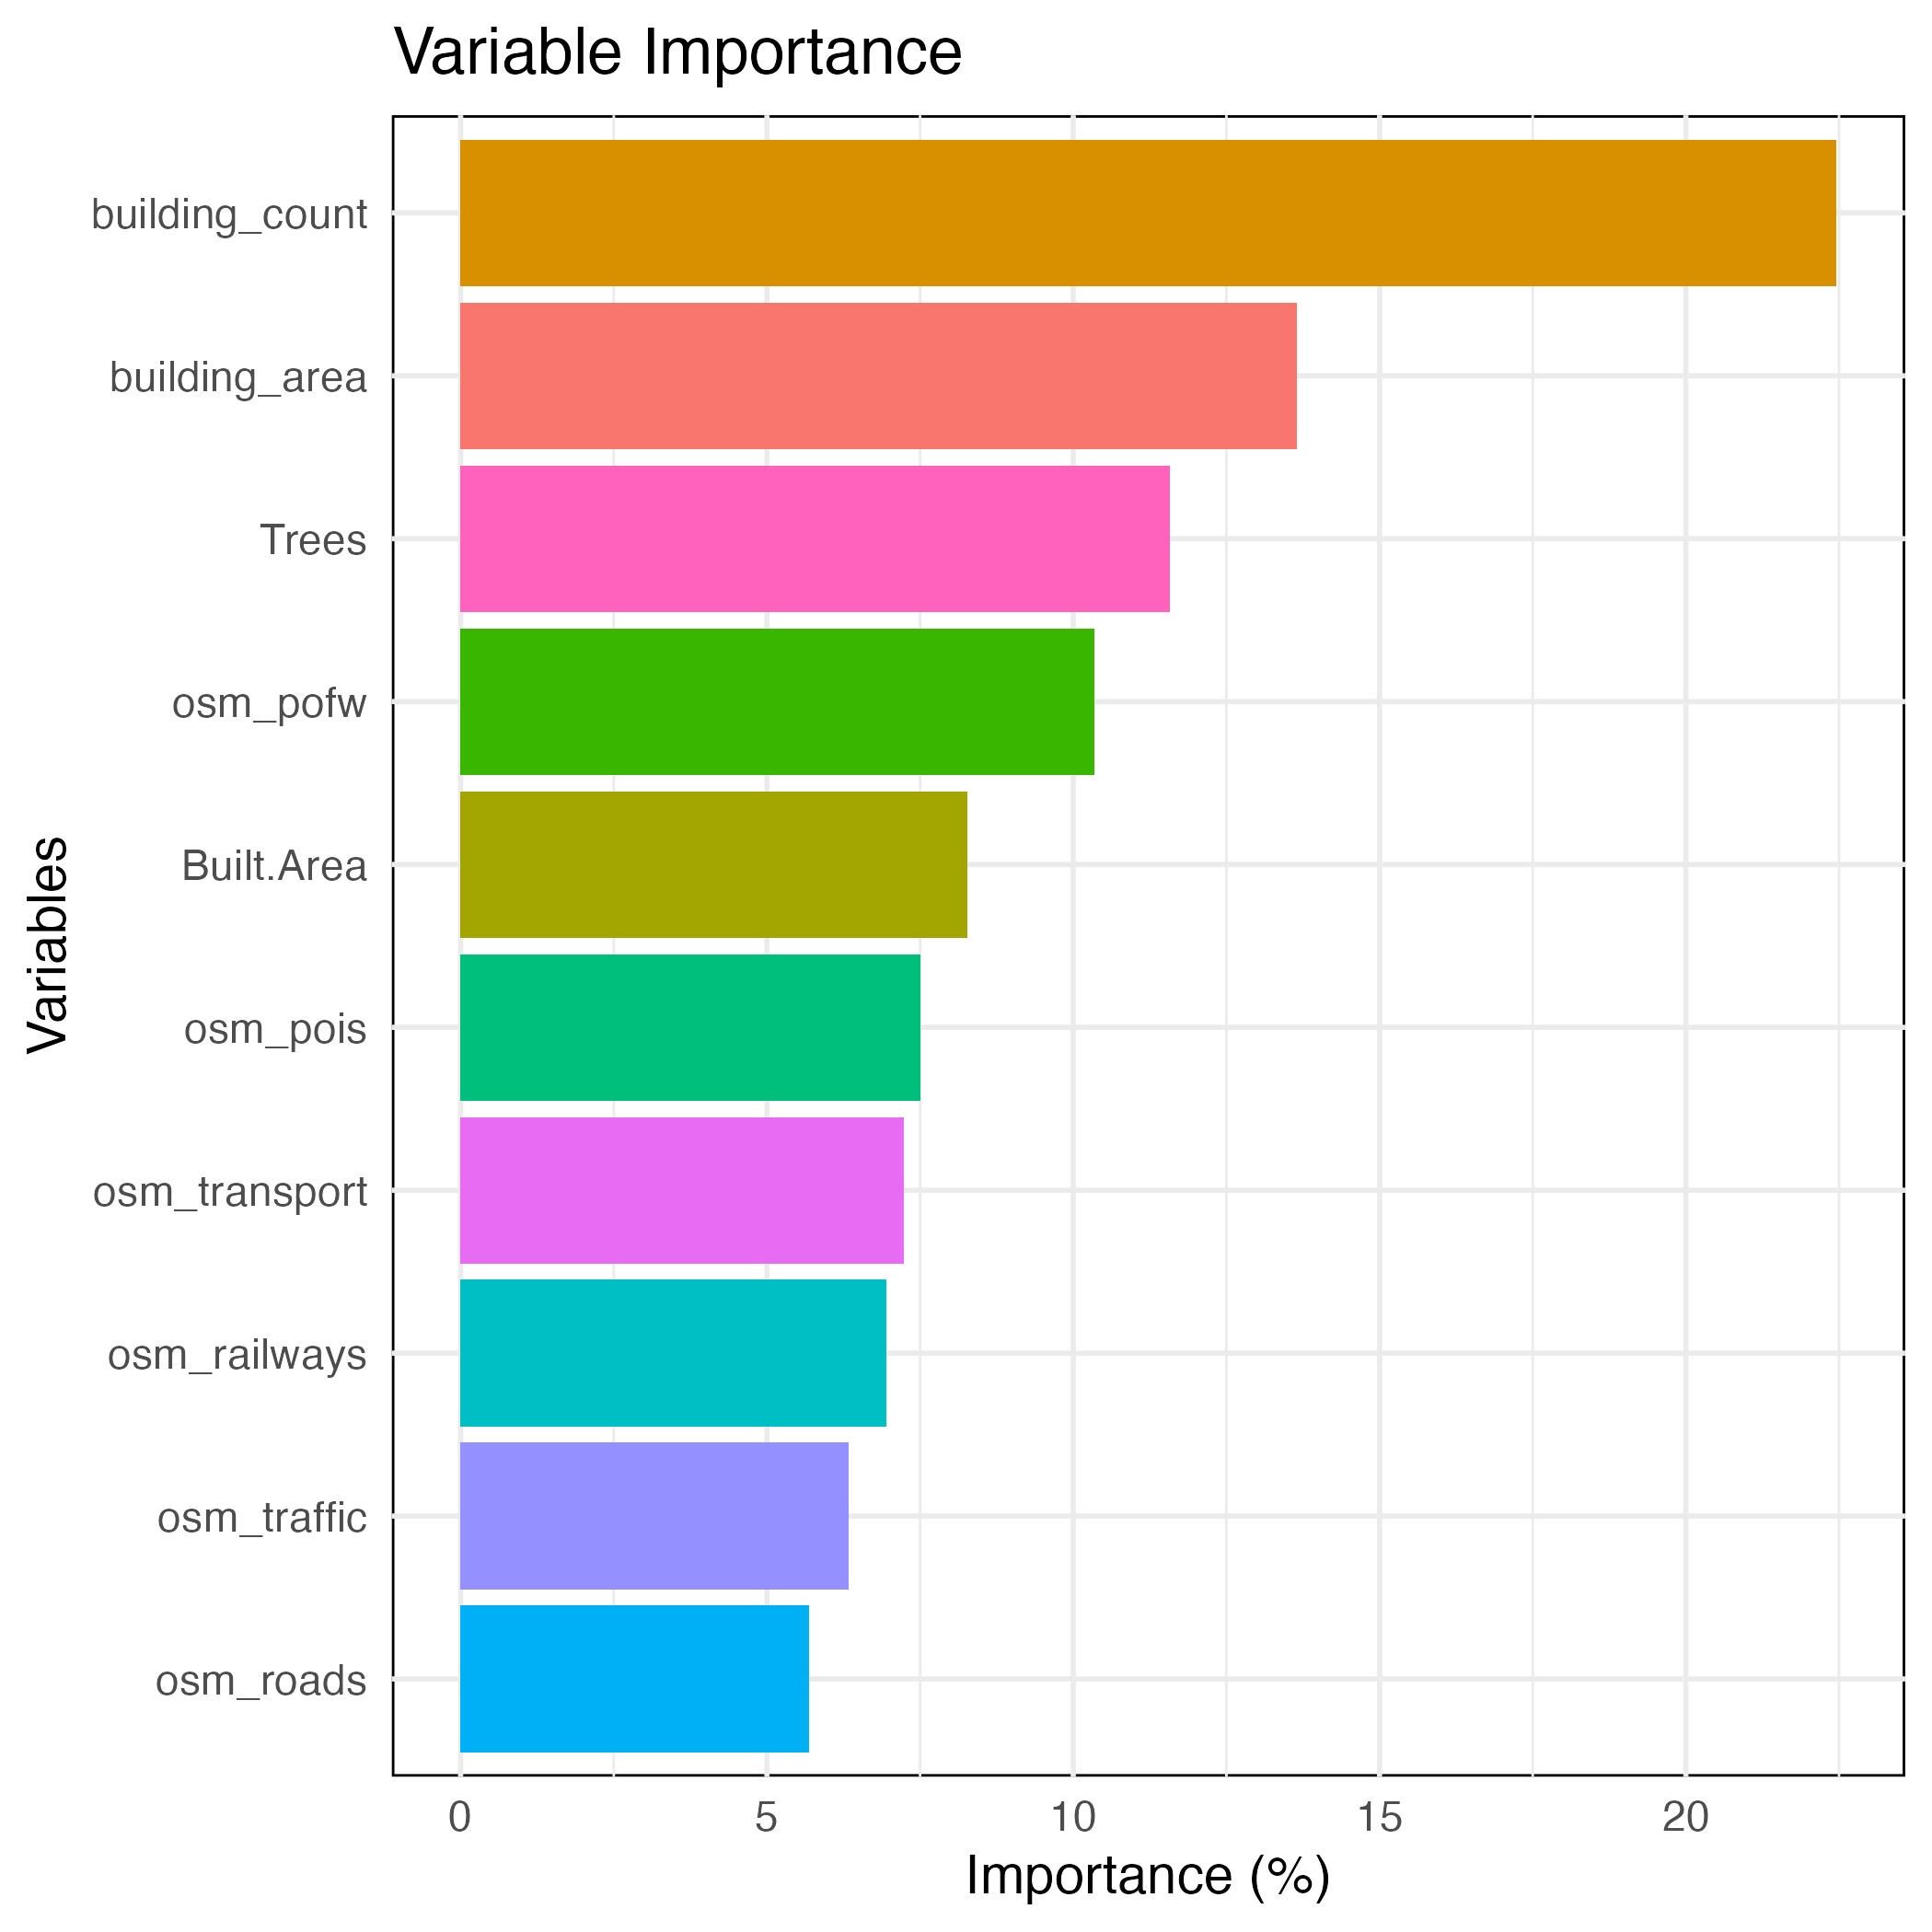 Variable Importance
building_count
building_area
Trees
osm_pofw
Built.Area
osm_pois
osm_transport
osm_railways
osm_traffic
osm_roads
Variables
0 5 10 15 20
Importance (%)